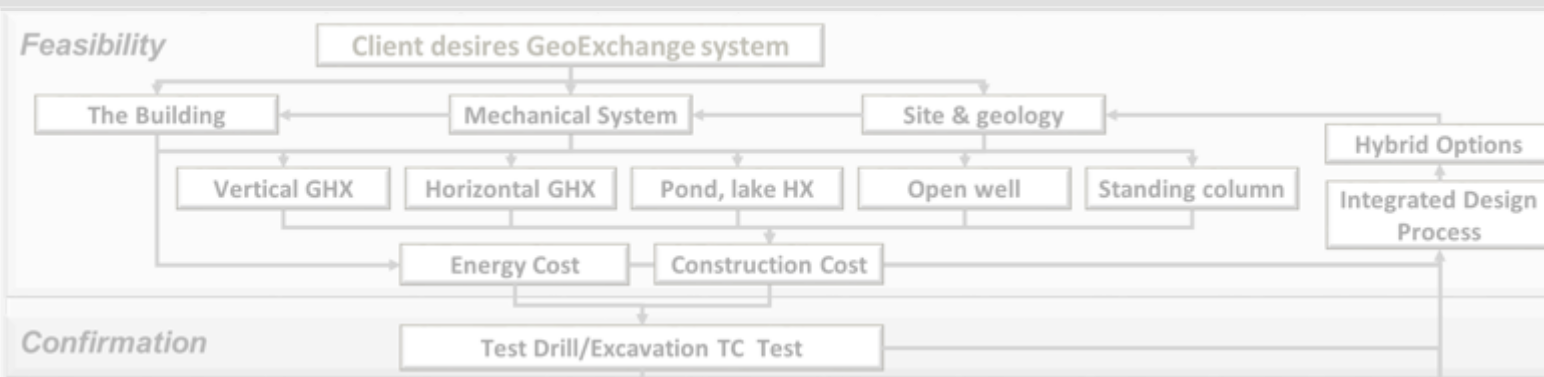 Feasibility
Client desires GeoExchange system
The Building
Mechanical System
Site & geology
Hybrid Options
Vertical GHX
Horizontal GHX
Pond, lake HX
Open well
Standing column
Integrated Design
Process
Energy Cost
Construction Cost
Confirmation
Test Drill/Excavation TC Test